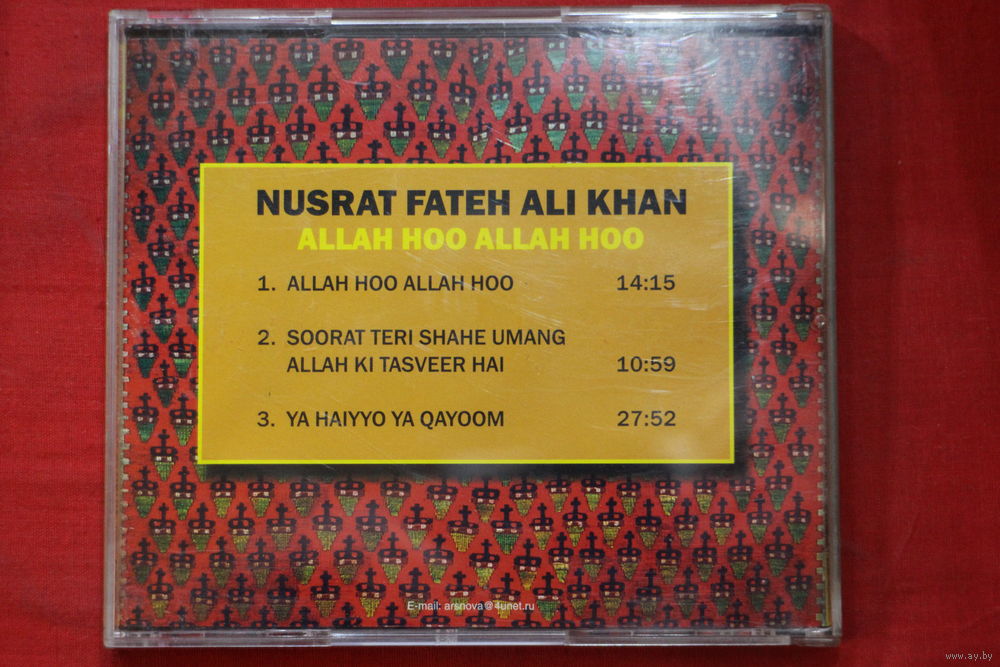 NUSRAT FATEH ALI KHAN
ALLAH HOO ALLAH HOO
1. ALLAH HOO ALLAH HOO 14:15
2. SOORAT TERI SHAHE UMANG
ALLAH KI TASVEER HAI 10:59
3. YA HAIYYO YA QAYOOM 27:52
E-mail: arsnova@4unet.ru
www.ay.by